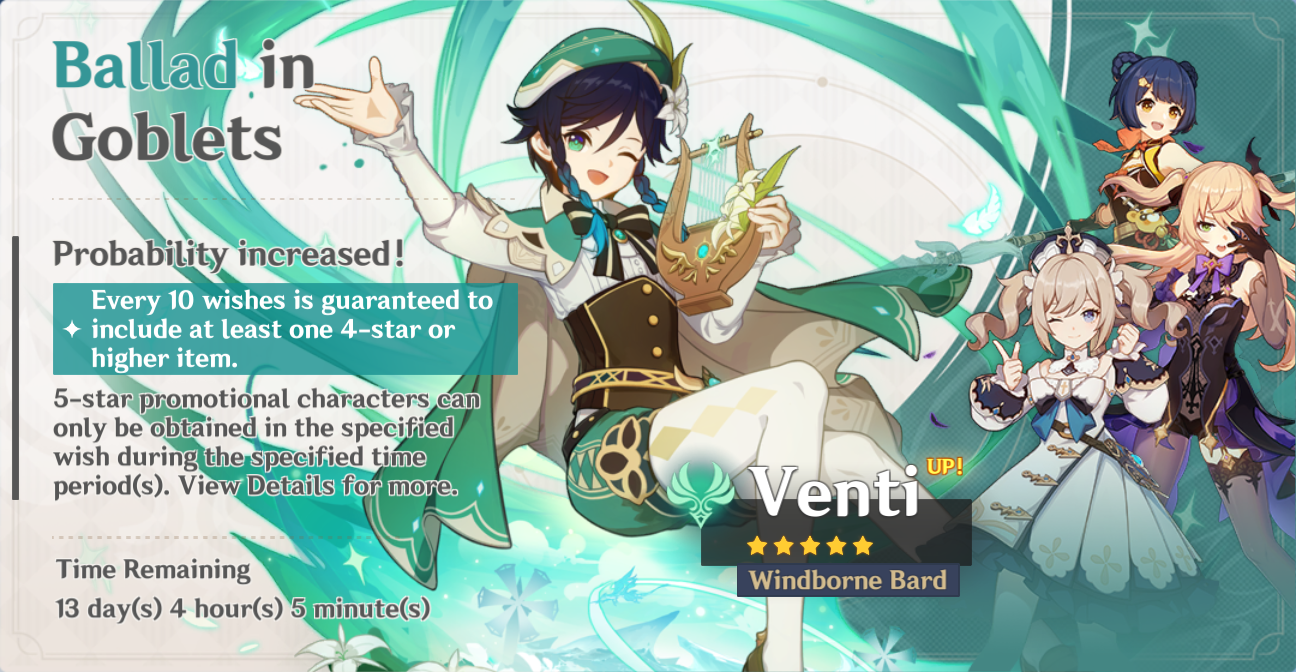 Ballad in
Goblets
Probability increased!
Every 10 wishes is guaranteed to
include at least one 4-star or
higher item.
5-star promotional characters can
only be obtained in the specified
wish during the specified time
period(s). View Details for more.
Time Remaining
13 day(s) 4 hour(s) 5 minute(s)
Venti UP!
Windborne Bard